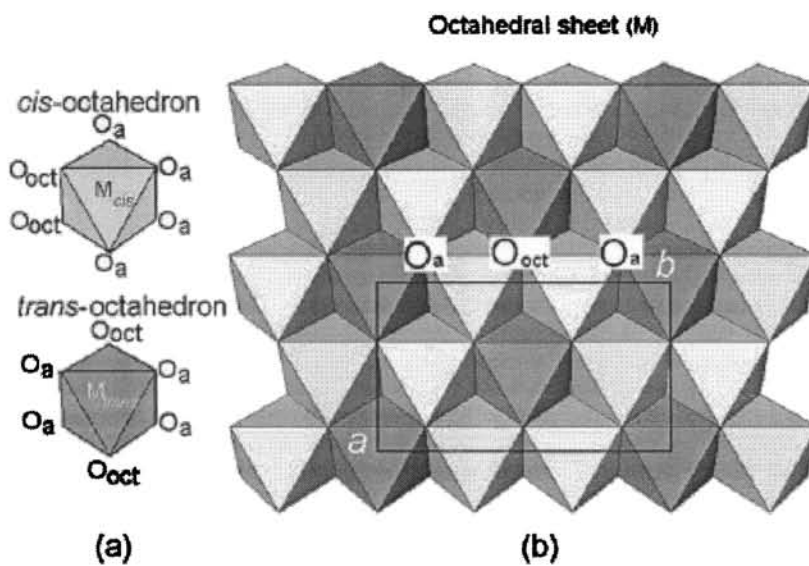 Octahedral sheet (M)
cis-octahedron
Oa
Ooct
Oa
Mcis
Ooct
Oa
Oa
trans-octahedron
Ooct
Oa
Oa
Mtrans
Oa
Oa
Ooct
Oa
Ooct
Oa
b
a
(a)
(b)